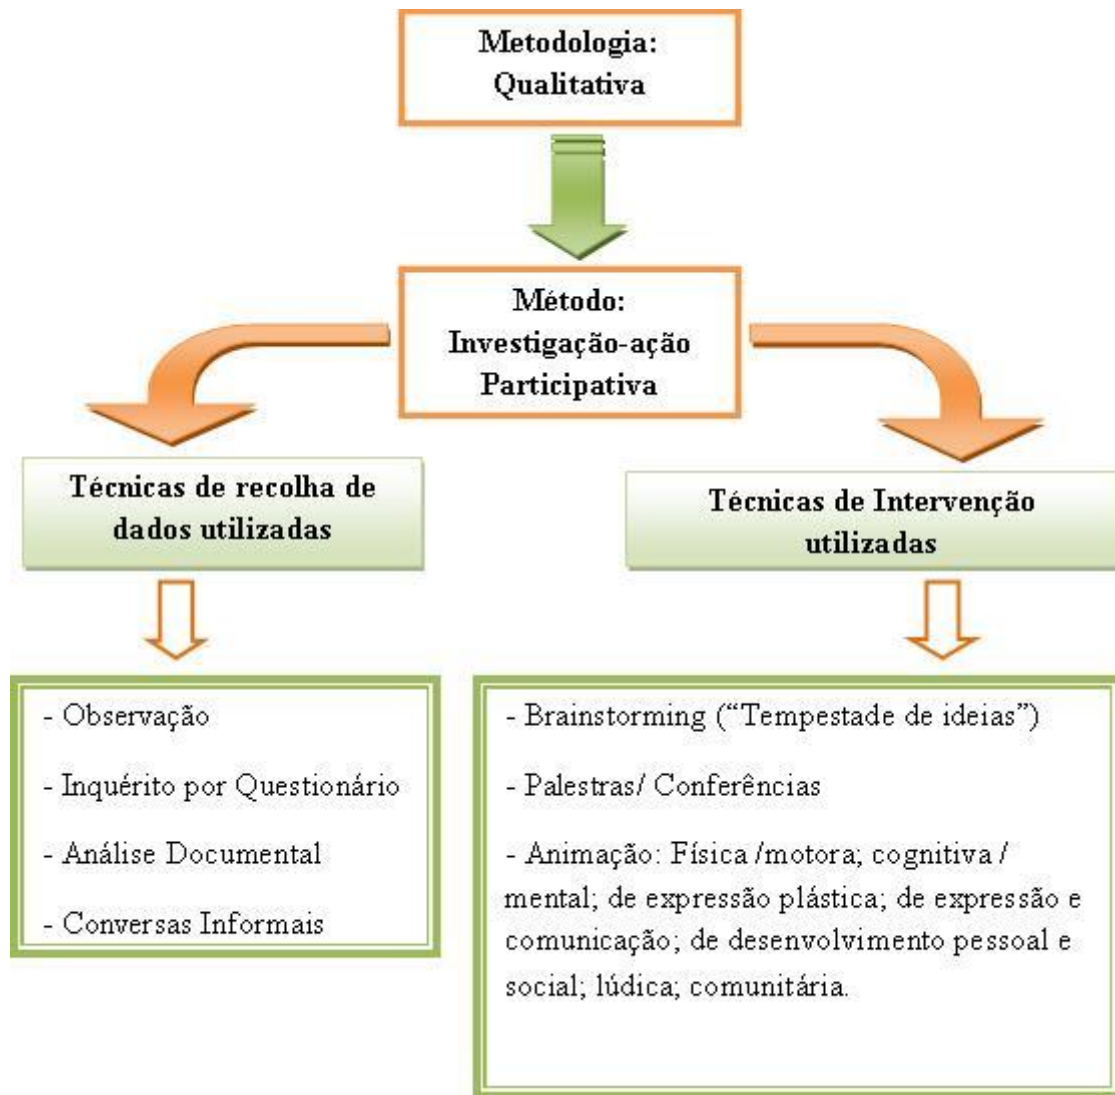 Metodologia:
Qualitativa
Método:
Investigação-ação
Participativa
Técnicas de recolha de
dados utilizadas
Técnicas de Intervenção
utilizadas
- Observação
- Inquérito por Questionário
- Análise Documental
- Conversas Informais
- Brainstorming (“Tempestade de ideias”)
- Palestras/ Conferências
- Animação: Física /motora; cognitiva /
mental; de expressão plástica; de expressão e
comunicação; de desenvolvimento pessoal e
social; lúdica; comunitária.